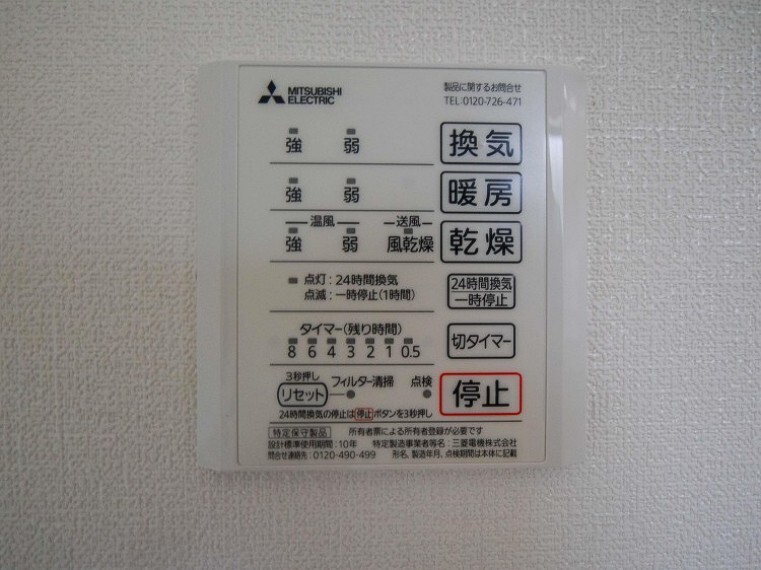 MITSUBISHI
ELECTRIC
製品に関するお問合せ
TEL:0120-726-471
強 弱 換気
強 弱 暖房
温風 送風
強 弱 風乾燥 乾燥
点灯:24時間換気
点滅:一時停止(1時間)
24時間換気
一時停止
タイマー(残り時間)
8 6 4 3 2 1 0.5
切タイマー
3秒押し
リセット フィルター清掃 点検
停止
24時間換気の停止は停止ボタンを3秒押し
特定保守製品 所有者票による所有者登録が必要です
設計標準使用期間:10年 特定製造事業者等名:三菱電機株式会社
問合せ連絡先:0120-490-499 形名、製造年月、点検期間は本体に記載